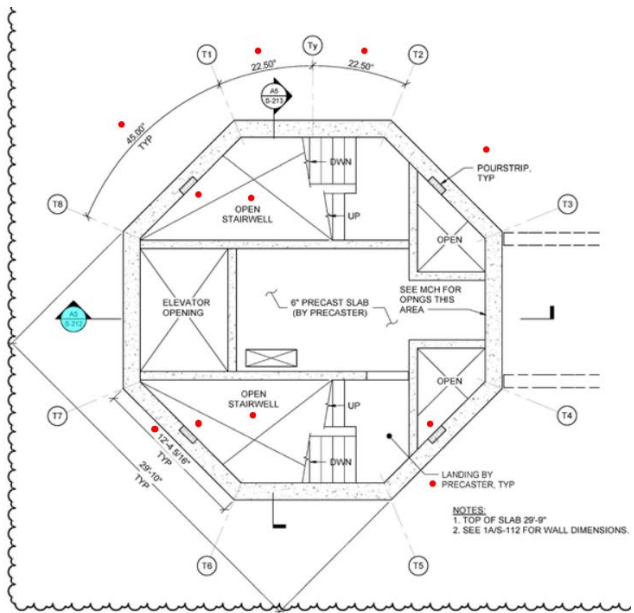 T1
Ty
T2
22.50°
22.50°
A5
S-213
45.00°
TYP
DWN
POURSTRIP,
TYP
T8
OPEN
STAIRWELL
UP
OPEN
T3
ELEVATOR
OPENING
6" PRECAST SLAB
(BY PRECASTER)
SEE MCH FOR
OPNGS THIS
AREA
A5
S-212
OPEN
STAIRWELL
UP
OPEN
T7
T4
12'-4 5/16"
TYP
29'-10"
TYP
DWN
LANDING BY
PRECASTER, TYP
NOTES:
1. TOP OF SLAB 29'-9"
2. SEE 1A/S-112 FOR WALL DIMENSIONS.
T6
T5